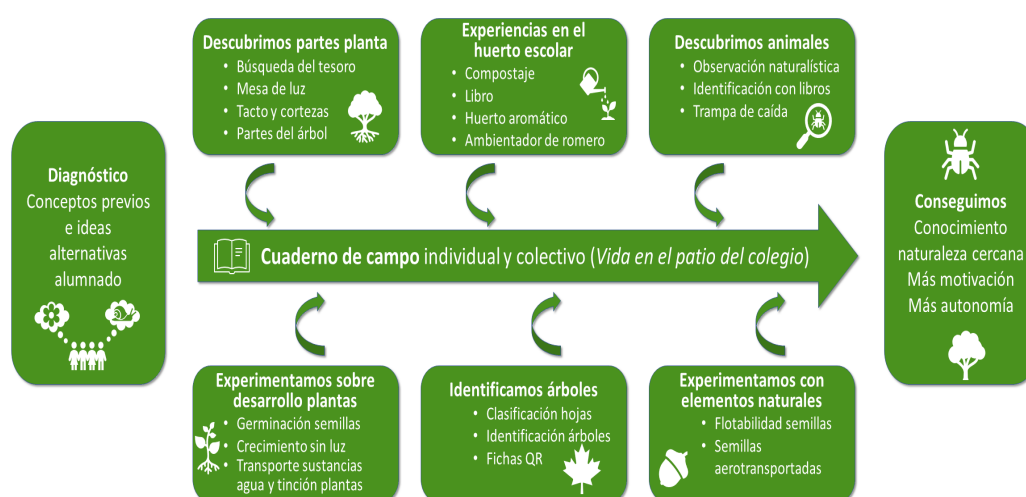 Diagnóstico
Conceptos previos
e ideas
alternativas
alumnado
Descubrimos partes planta
• Búsqueda del tesoro
• Mesa de luz
• Tacto y cortezas
• Partes del árbol
Experiencias en el
huerto escolar
• Compostaje
• Libro
• Huerto aromático
• Ambientador de romero
Descubrimos animales
• Observación naturalística
• Identificación con libros
• Trampa de caída
Cuaderno de campo individual y colectivo (Vida en el patio del colegio)
Experimentamos sobre
desarrollo plantas
• Germinación semillas
• Crecimiento sin luz
• Transporte sustancias
agua y tinción plantas
Identificamos árboles
• Clasificación hojas
• Identificación árboles
• Fichas QR
Experimentamos con
elementos naturales
• Flotabilidad semillas
• Semillas
aerotransportadas
Conseguimos
Conocimiento
naturaleza cercana
Más motivación
Más autonomía